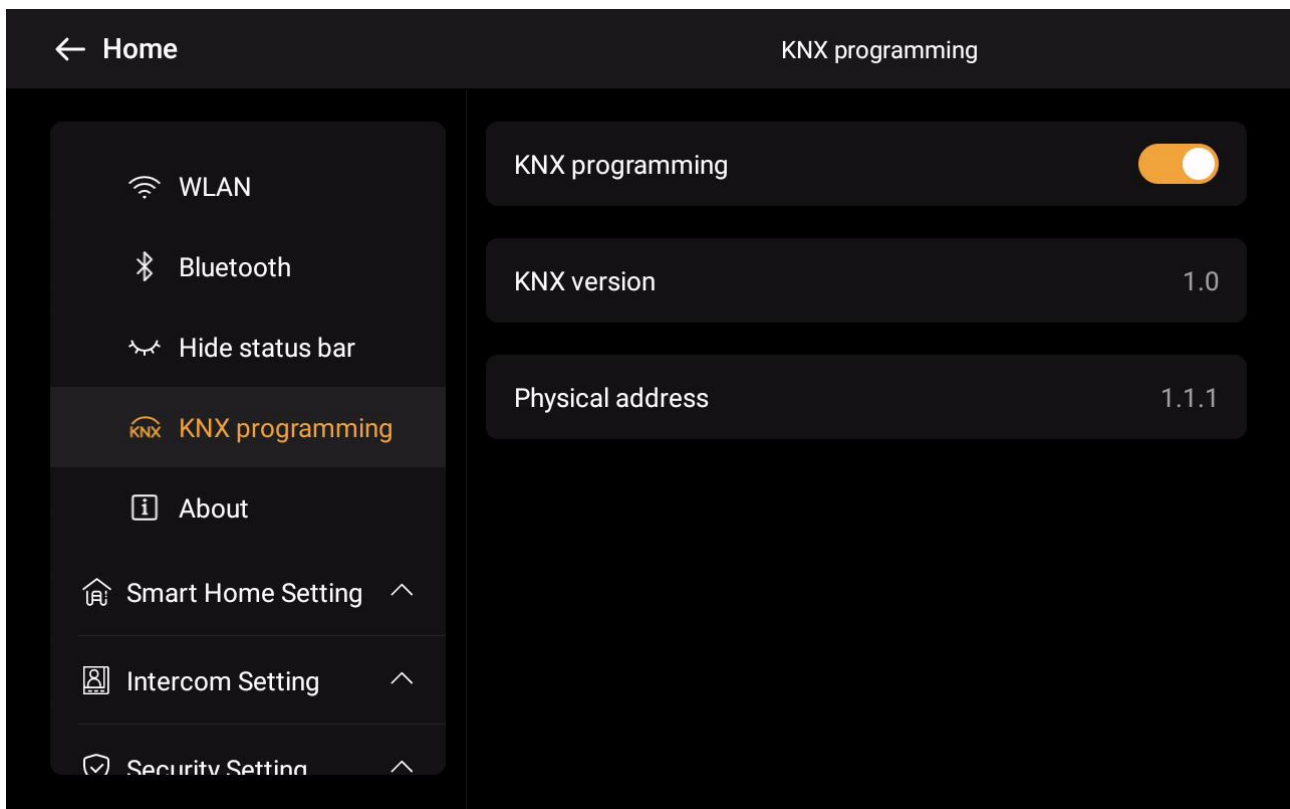 Home
KNX programming
WLAN
Bluetooth
Hide status bar
KNX KNX programming
About
Smart Home Setting
Intercom Setting
Security Setting
KNX programming
KNX version 1.0
Physical address 1.1.1